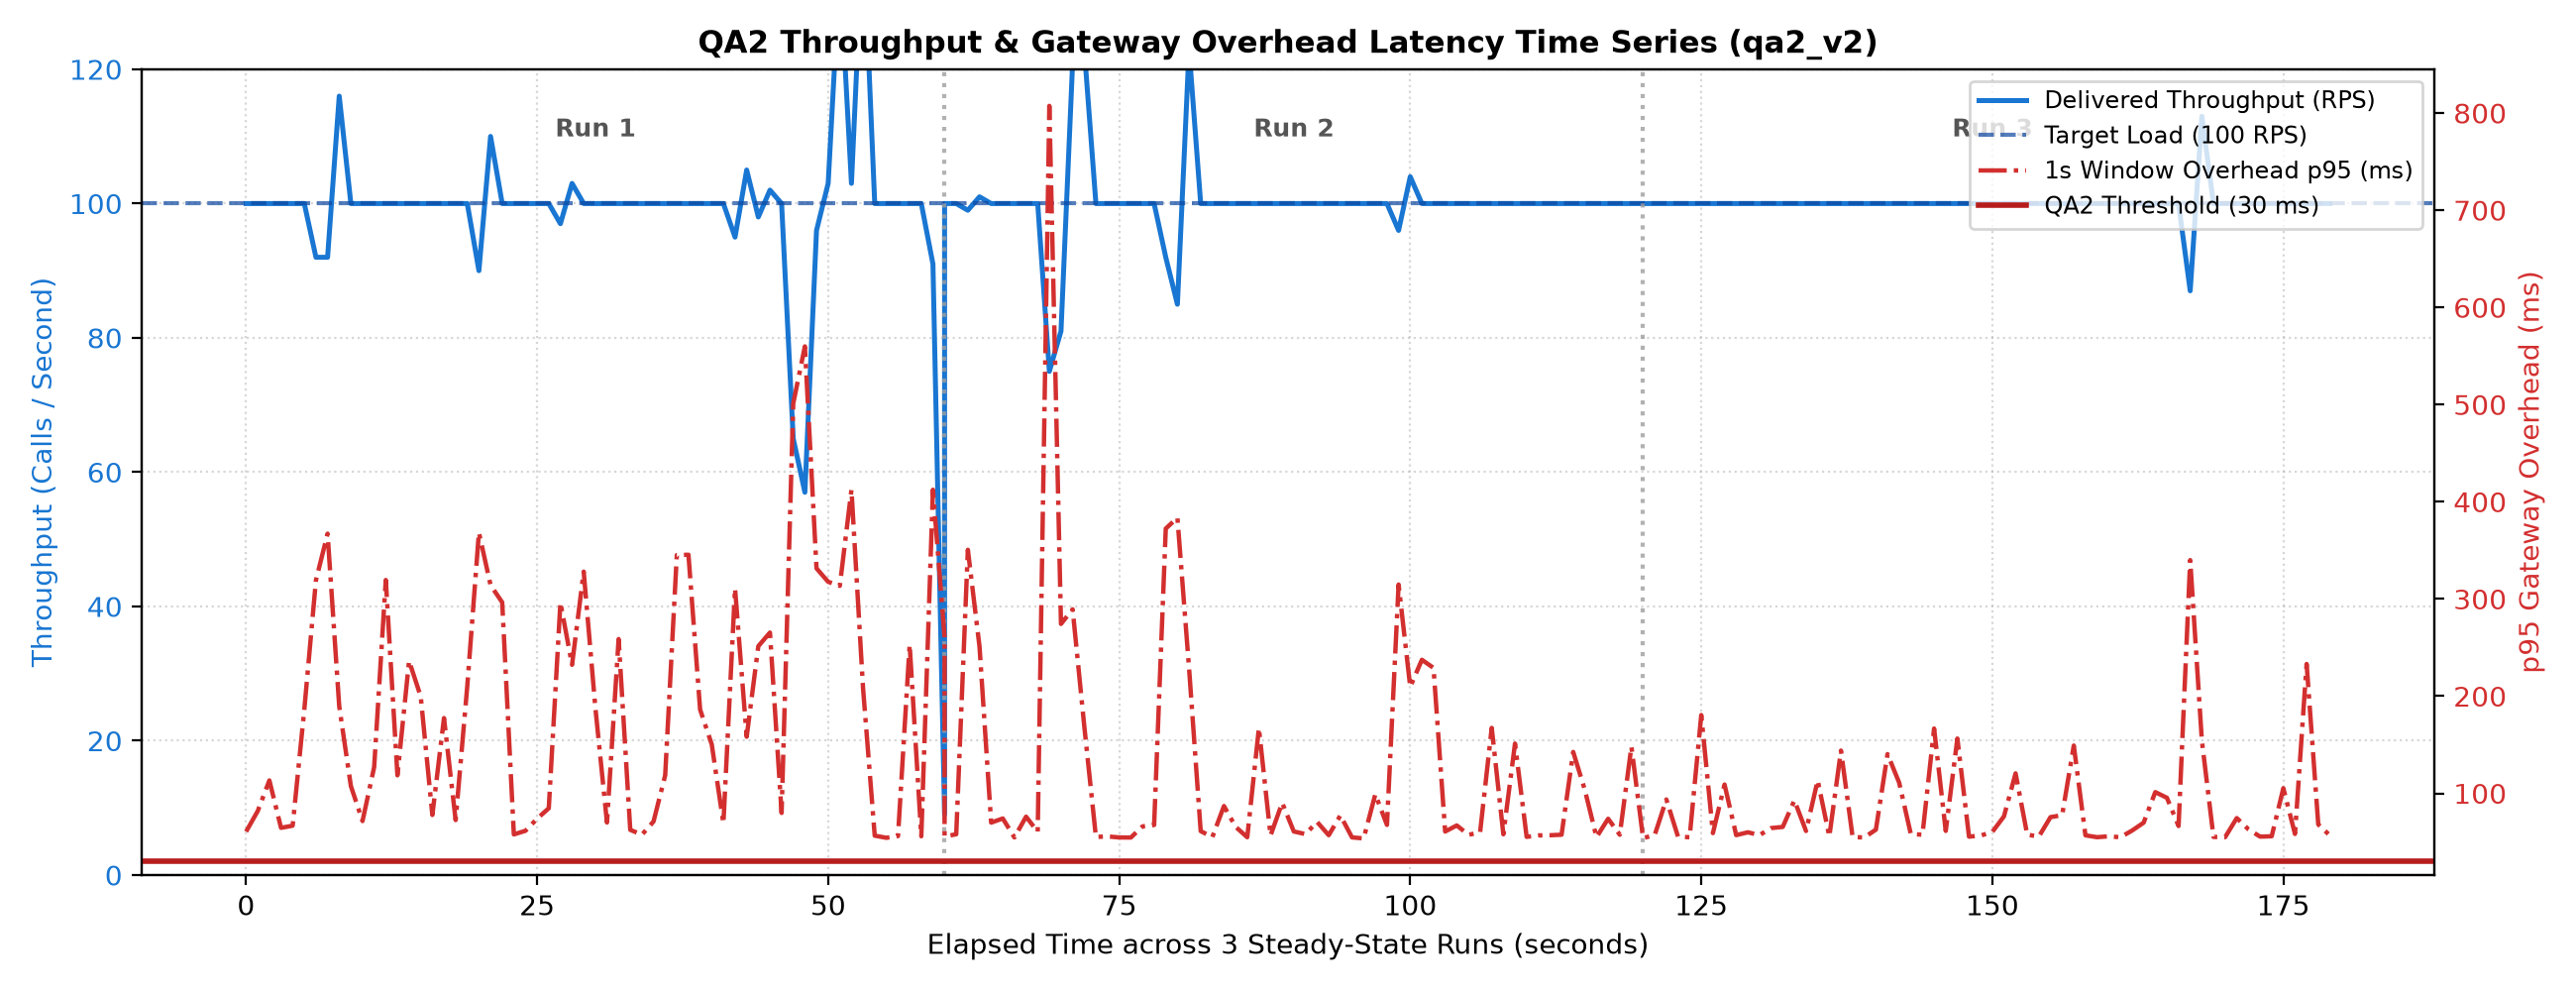 QA2 Throughput & Gateway Overhead Latency Time Series (qa2_v2)
Throughput (Calls / Second)
120
100
80
60
40
20
0
Run 1
Run 2
Run 3
Delivered Throughput (RPS)
Target Load (100 RPS)
1s Window Overhead p95 (ms)
QA2 Threshold (30 ms)
800
700
600
500
400
300
200
100
p95 Gateway Overhead (ms)
0 25 50 75 100 125 150 175
Elapsed Time across 3 Steady-State Runs (seconds)